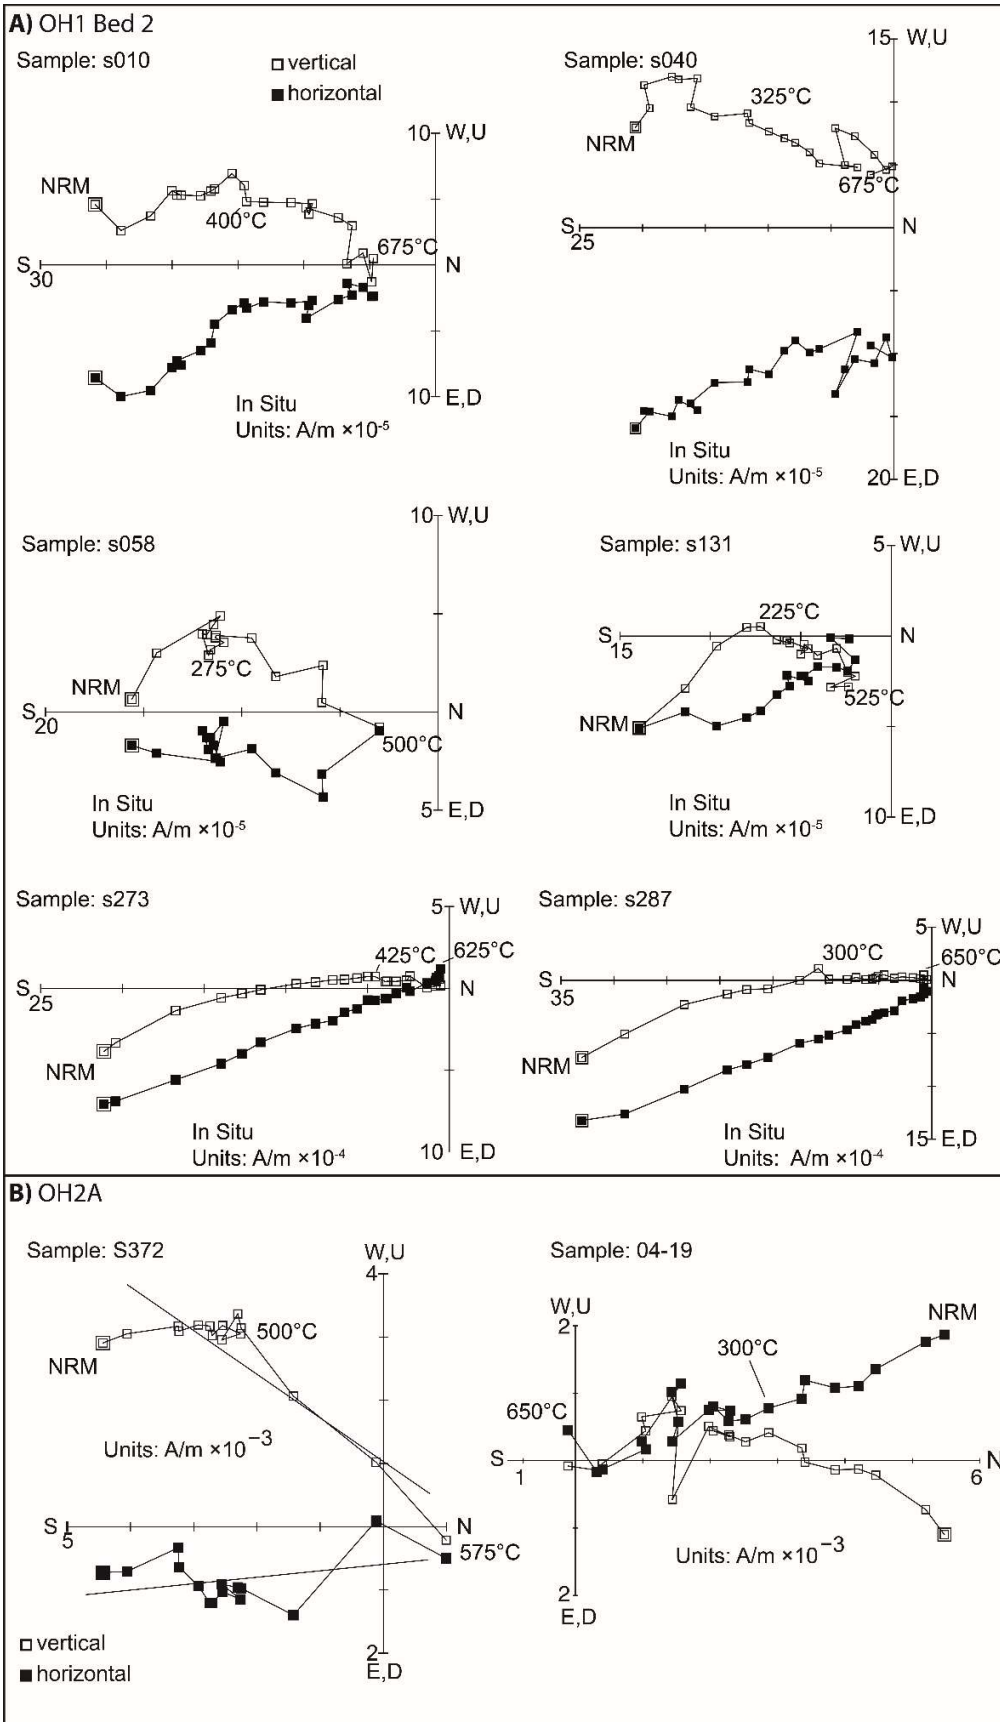 A) OH1 Bed 2
Sample: s010
vertical
horizontal
10 W,U
NRM
400°C
675°C
S
30
N
10 E,D
In Situ
Units: A/m ×10-5
Sample: s040
15 W,U
325°C
NRM
675°C
S
25
N
In Situ
Units: A/m ×10-5
20 E,D
Sample: s058
10 W,U
275°C
NRM
S
20
N
500°C
In Situ
Units: A/m ×10-5
5 E,D
Sample: s131
5 W,U
225°C
S
15
N
525°C
NRM
In Situ
Units: A/m ×10-5
10 E,D
Sample: s273
5 W,U
425°C
625°C
S
25
N
NRM
In Situ
Units: A/m ×10-4
10 E,D
Sample: s287
5 W,U
300°C
650°C
S
35
N
NRM
In Situ
Units: A/m ×10-4
15 E,D
B) OH2A
Sample: S372
W,U
4
500°C
NRM
Units: A/m ×10−3
S
5
N
575°C
2
E,D
vertical
horizontal
Sample: 04-19
W,U
2
NRM
300°C
650°C
S
1
N
6
Units: A/m ×10−3
2
E,D